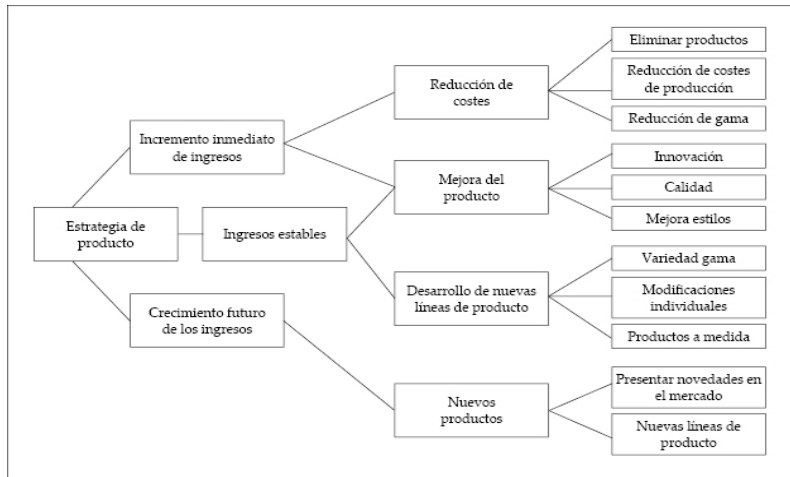 Eliminar productos
Reducción de
costes
Reducción de costes
de producción
Reducción de gama
Incremento inmediato
de ingresos
Innovación
Mejora del
producto
Calidad
Mejora estilos
Estrategia de
producto
Ingresos estables
Variedad gama
Desarrollo de nuevas
líneas de producto
Modificaciones
individuales
Productos a medida
Crecimiento futuro
de los ingresos
Presentar novedades en
el mercado
Nuevos
productos
Nuevas líneas de
producto